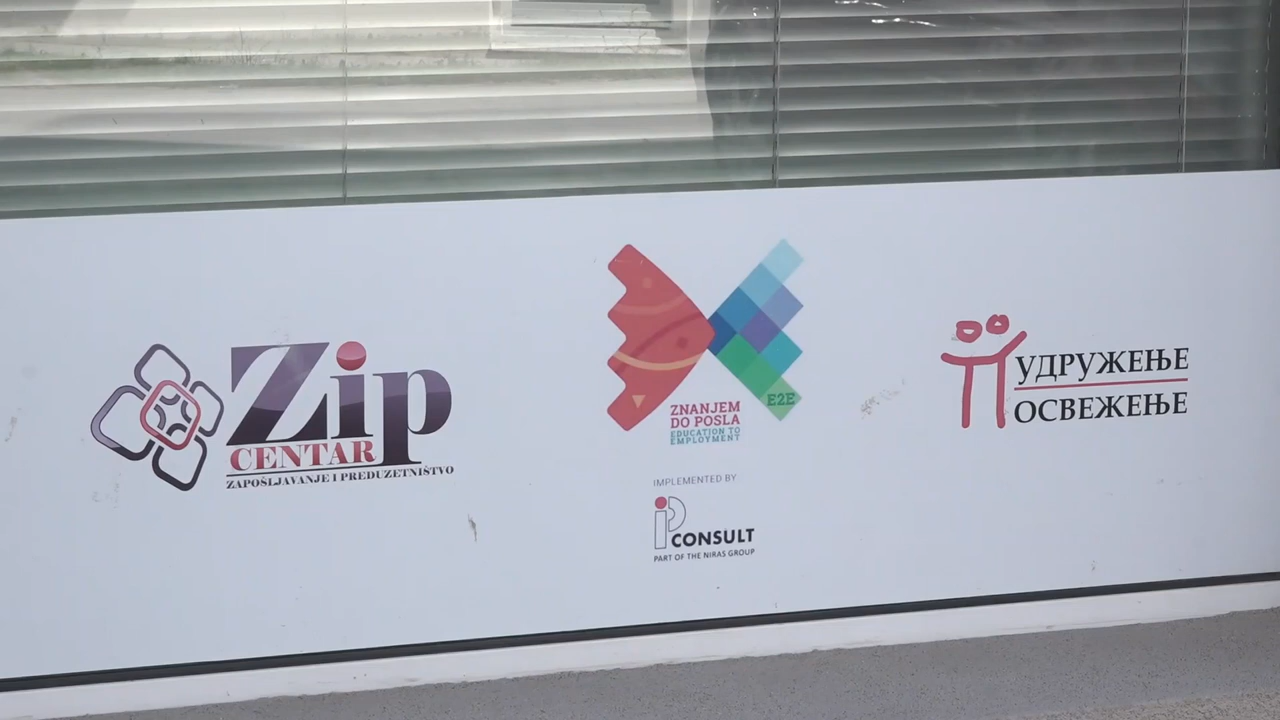 Zip
CENTAR
ZAPOŠLJAVANJE I PREDUZETNIŠTVO
ZNANJEM
DO POSLA
EDUCATION TO
EMPLOYMENT
E2E
IMPLEMENTED BY
IP
CONSULT
PART OF THE NIRAS GROUP
УДРУЖЕЊЕ
ОСВЕЖЕЊЕ